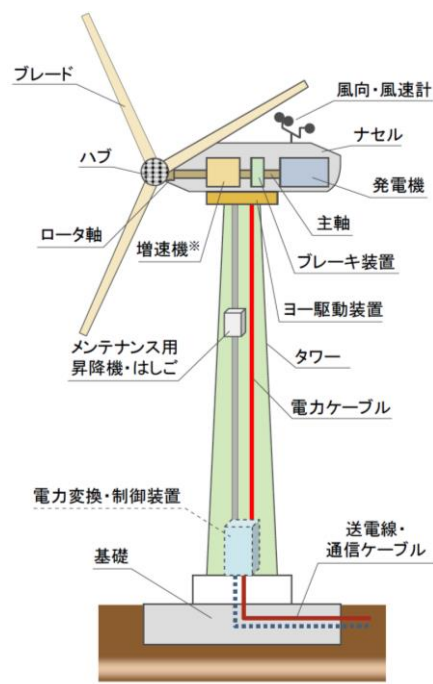 ブレード
風向・風速計
ナセル
ハブ
発電機
ロータ軸
主軸
増速機※
ブレーキ装置
ヨー駆動装置
メンテナンス用
昇降機・はしご
タワー
電力ケーブル
電力変換・制御装置
送電線・
通信ケーブル
基礎